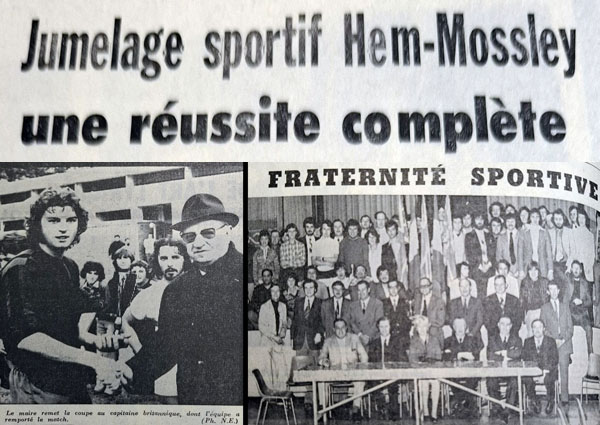 Jumelage sportif Hem-Mossley
une réussite complète
FRATERNITÉ SPORTIVE
Le maire remet la coupe au capitaine britannique, dont l'équipe a
remporté le match. (Ph. N.E.)